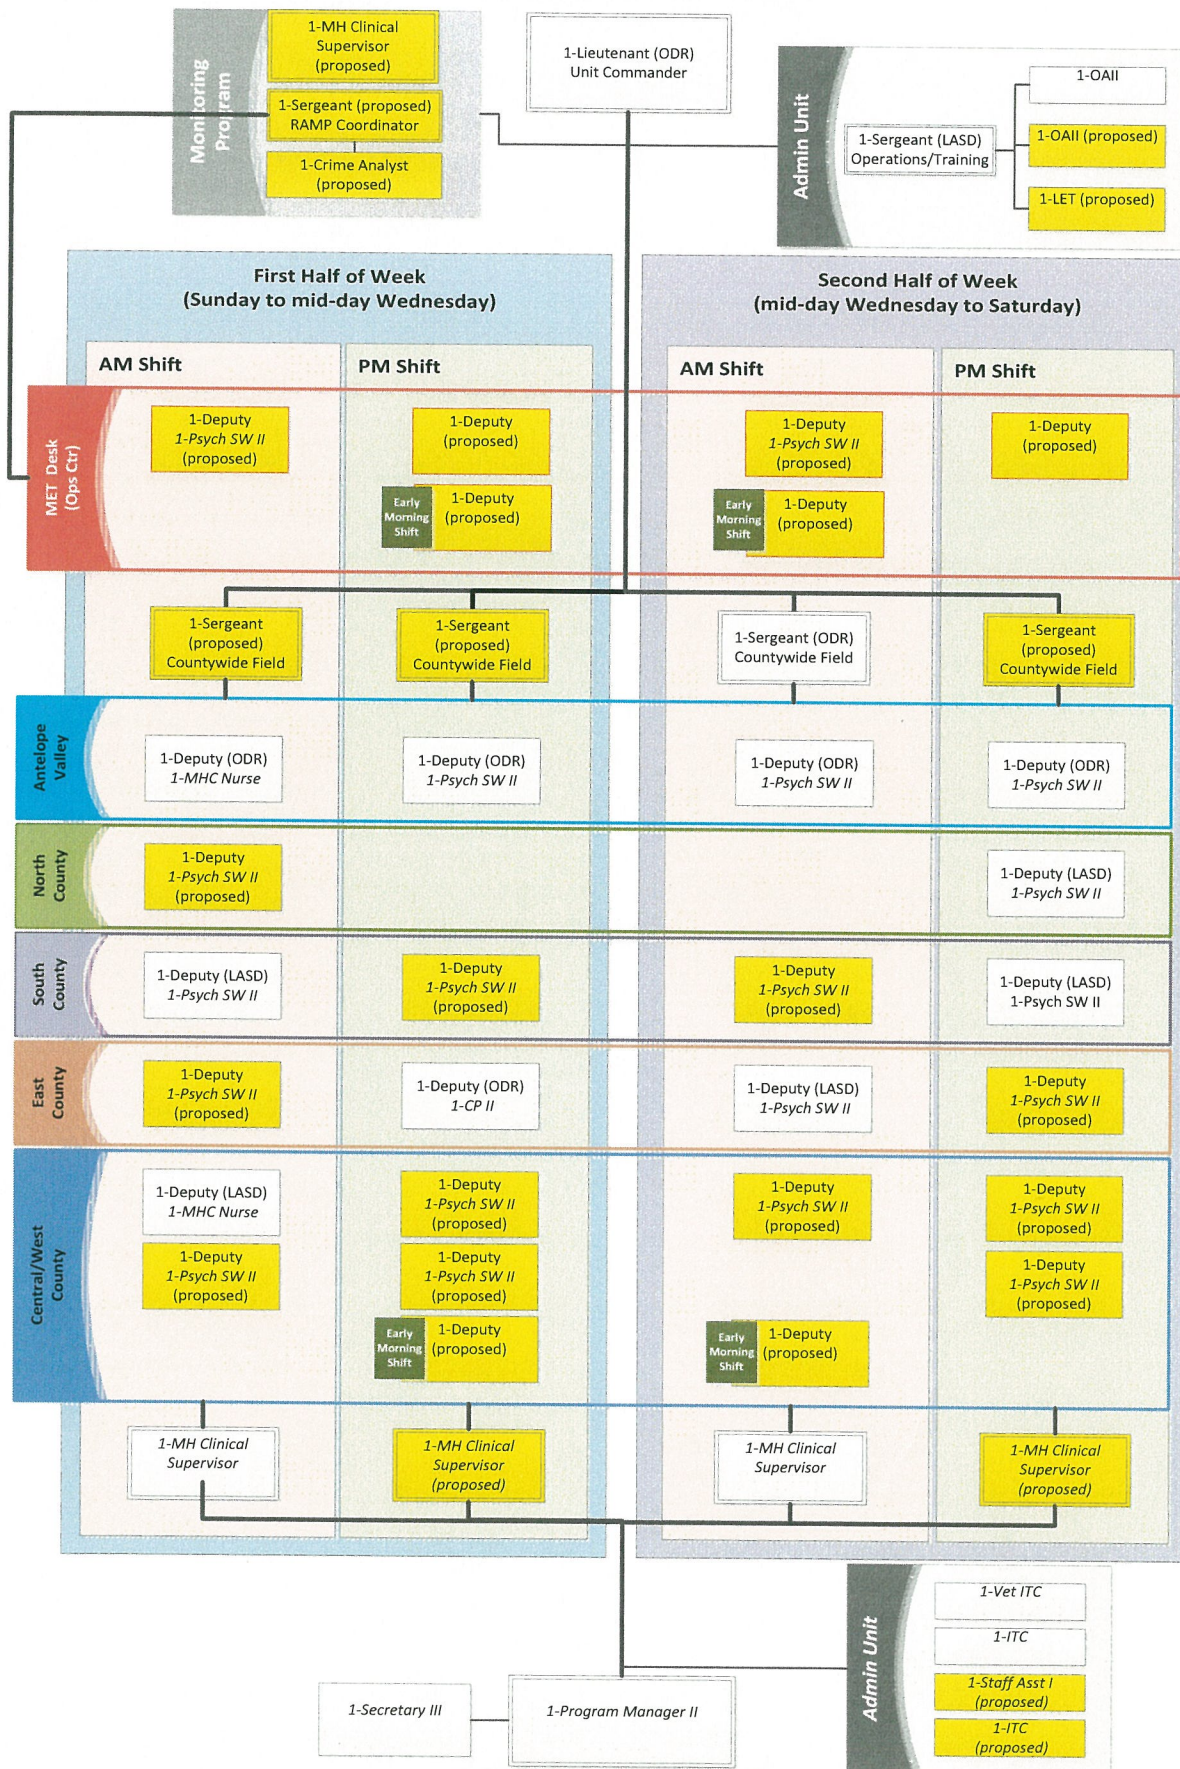 Monitoring
Program
1-MH Clinical
Supervisor
(proposed)
1-Sergeant (proposed)
RAMP Coordinator
1-Crime Analyst
(proposed)
1-Lieutenant (ODR)
Unit Commander
Admin Unit
1-Sergeant (LASD)
Operations/Training
1-OAII
1-OAII (proposed)
1-LET (proposed)
First Half of Week
(Sunday to mid-day Wednesday)
Second Half of Week
(mid-day Wednesday to Saturday)
AM Shift
PM Shift
AM Shift
PM Shift
MET Desk
(Ops Ctr)
1-Deputy
1-Psych SW II
(proposed)
1-Deputy
(proposed)
Early
Morning
Shift
1-Deputy
(proposed)
1-Deputy
1-Psych SW II
(proposed)
Early
Morning
Shift
1-Deputy
(proposed)
1-Deputy
(proposed)
1-Sergeant
(proposed)
Countywide Field
1-Sergeant
(proposed)
Countywide Field
1-Sergeant (ODR)
Countywide Field
1-Sergeant
(proposed)
Countywide Field
Antelope
Valley
1-Deputy (ODR)
1-MHC Nurse
1-Deputy (ODR)
1-Psych SW II
1-Deputy (ODR)
1-Psych SW II
1-Deputy (ODR)
1-Psych SW II
North
County
1-Deputy
1-Psych SW II
(proposed)
1-Deputy (LASD)
1-Psych SW II
South
County
1-Deputy (LASD)
1-Psych SW II
1-Deputy
1-Psych SW II
(proposed)
1-Deputy
1-Psych SW II
(proposed)
1-Deputy (LASD)
1-Psych SW II
East
County
1-Deputy
1-Psych SW II
(proposed)
1-Deputy (ODR)
1-CP II
1-Deputy (LASD)
1-Psych SW II
1-Deputy
1-Psych SW II
(proposed)
Central/West
County
1-Deputy (LASD)
1-MHC Nurse
1-Deputy
1-Psych SW II
(proposed)
1-Deputy
1-Psych SW II
(proposed)
1-Deputy
1-Psych SW II
(proposed)
Early
Morning
Shift
1-Deputy
(proposed)
1-Deputy
1-Psych SW II
(proposed)
Early
Morning
Shift
1-Deputy
(proposed)
1-Deputy
1-Psych SW II
(proposed)
1-Deputy
1-Psych SW II
(proposed)
1-MH Clinical
Supervisor
1-MH Clinical
Supervisor
(proposed)
1-MH Clinical
Supervisor
1-MH Clinical
Supervisor
(proposed)
1-Secretary III
1-Program Manager II
Admin Unit
1-Vet ITC
1-ITC
1-Staff Asst I
(proposed)
1-ITC
(proposed)